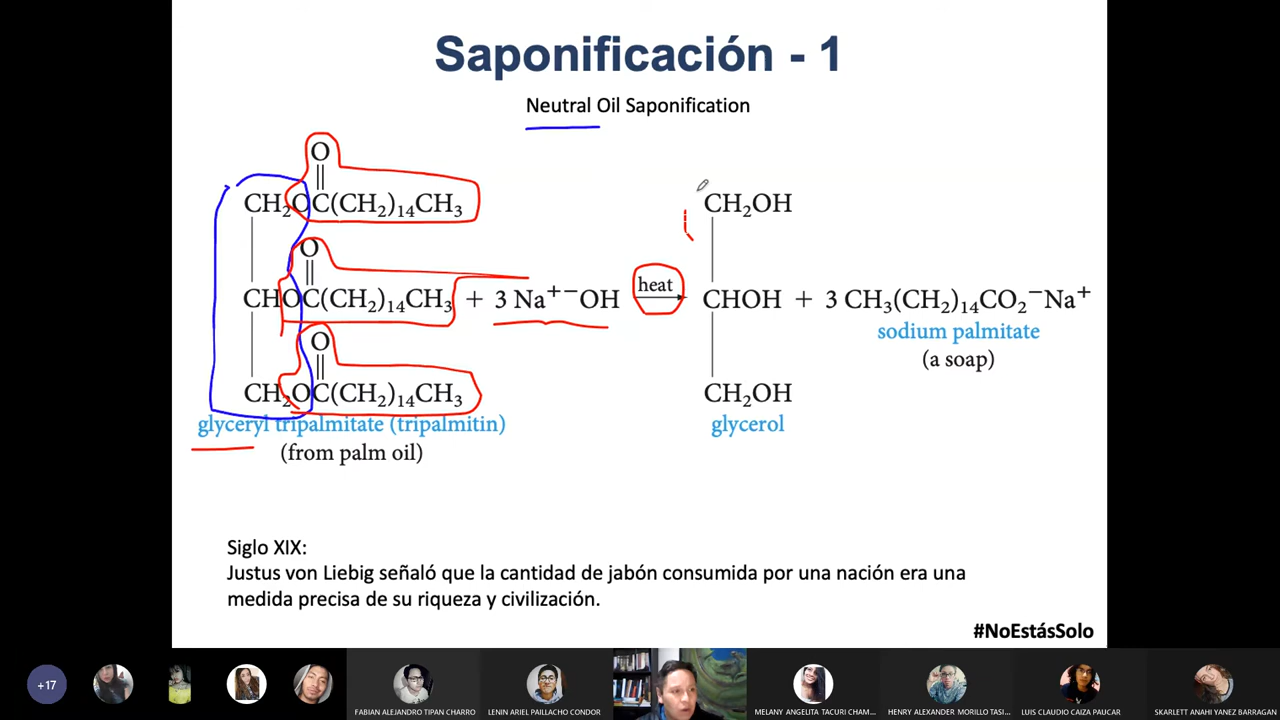 Saponificación - 1
Neutral Oil Saponification
O
CH₂OC(CH₂)₁₄CH₃
O
CHOC(CH₂)₁₄CH₃ + 3 Na⁺⁻OH
O
CH₂OC(CH₂)₁₄CH₃
glyceryl tripalmitate (tripalmitin)
(from palm oil)
heat
CH₂OH
CHOH + 3 CH₃(CH₂)₁₄CO₂⁻Na⁺
CH₂OH
glycerol
sodium palmitate
(a soap)
Siglo XIX:
Justus von Liebig señaló que la cantidad de jabón consumida por una nación era una
medida precisa de su riqueza y civilización.
#NoEstásSolo
+17
FABIAN ALEJANDRO TIPAN CHARRO
LENIN ARIEL PAILLACHO CONDOR
MELANY ANGELITA TACURI CHAM...
HENRY ALEXANDER MORILLO TASI...
LUIS CLAUDIO CAIZA PAUCAR
SKARLETT ANAHI YANEZ BARRAGAN